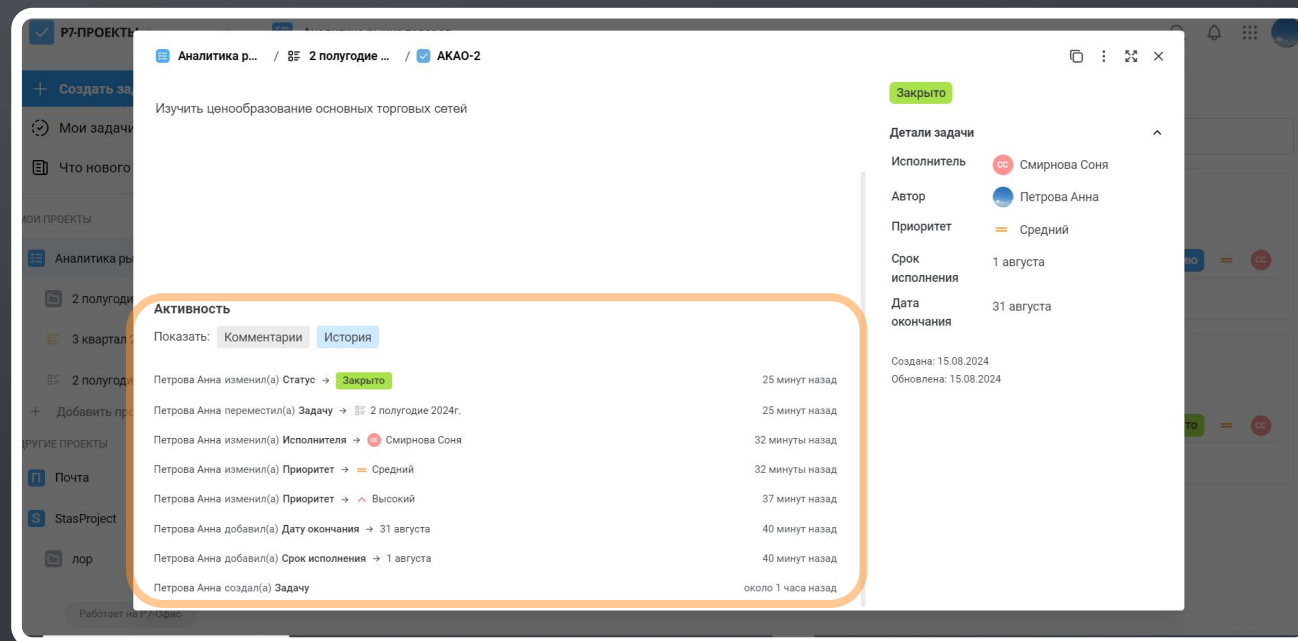 Р7-ПРОЕКТЫ
Аналитика р... / 2 полугодие ... / АКАО-2
Создать за
Мои задачи
Что нового
МОИ ПРОЕКТЫ
Аналитика ры
2 полугоди
3 квартал 2
2 полугоди
Добавить пр
ДРУГИЕ ПРОЕКТЫ
П Почта
S StasProject
лор
Работает на Р7-Офис
Изучить ценообразование основных торговых сетей
Активность
Показать: Комментарии История
Петрова Анна изменил(а) Статус → Закрыто 25 минут назад
Петрова Анна переместил(а) Задачу → 2 полугодие 2024г. 25 минут назад
Петрова Анна изменил(а) Исполнителя → СС Смирнова Соня 32 минуты назад
Петрова Анна изменил(а) Приоритет → Средний 32 минуты назад
Петрова Анна изменил(а) Приоритет → Высокий 37 минут назад
Петрова Анна добавил(а) Дату окончания → 31 августа 40 минут назад
Петрова Анна добавил(а) Срок исполнения → 1 августа 40 минут назад
Петрова Анна создал(а) Задачу около 1 часа назад
Закрыто
Детали задачи
Исполнитель СС Смирнова Соня
Автор Петрова Анна
Приоритет Средний
Срок
исполнения
1 августа
Дата
окончания
31 августа
Создана: 15.08.2024
Обновлена: 15.08.2024
ю СС
то СС